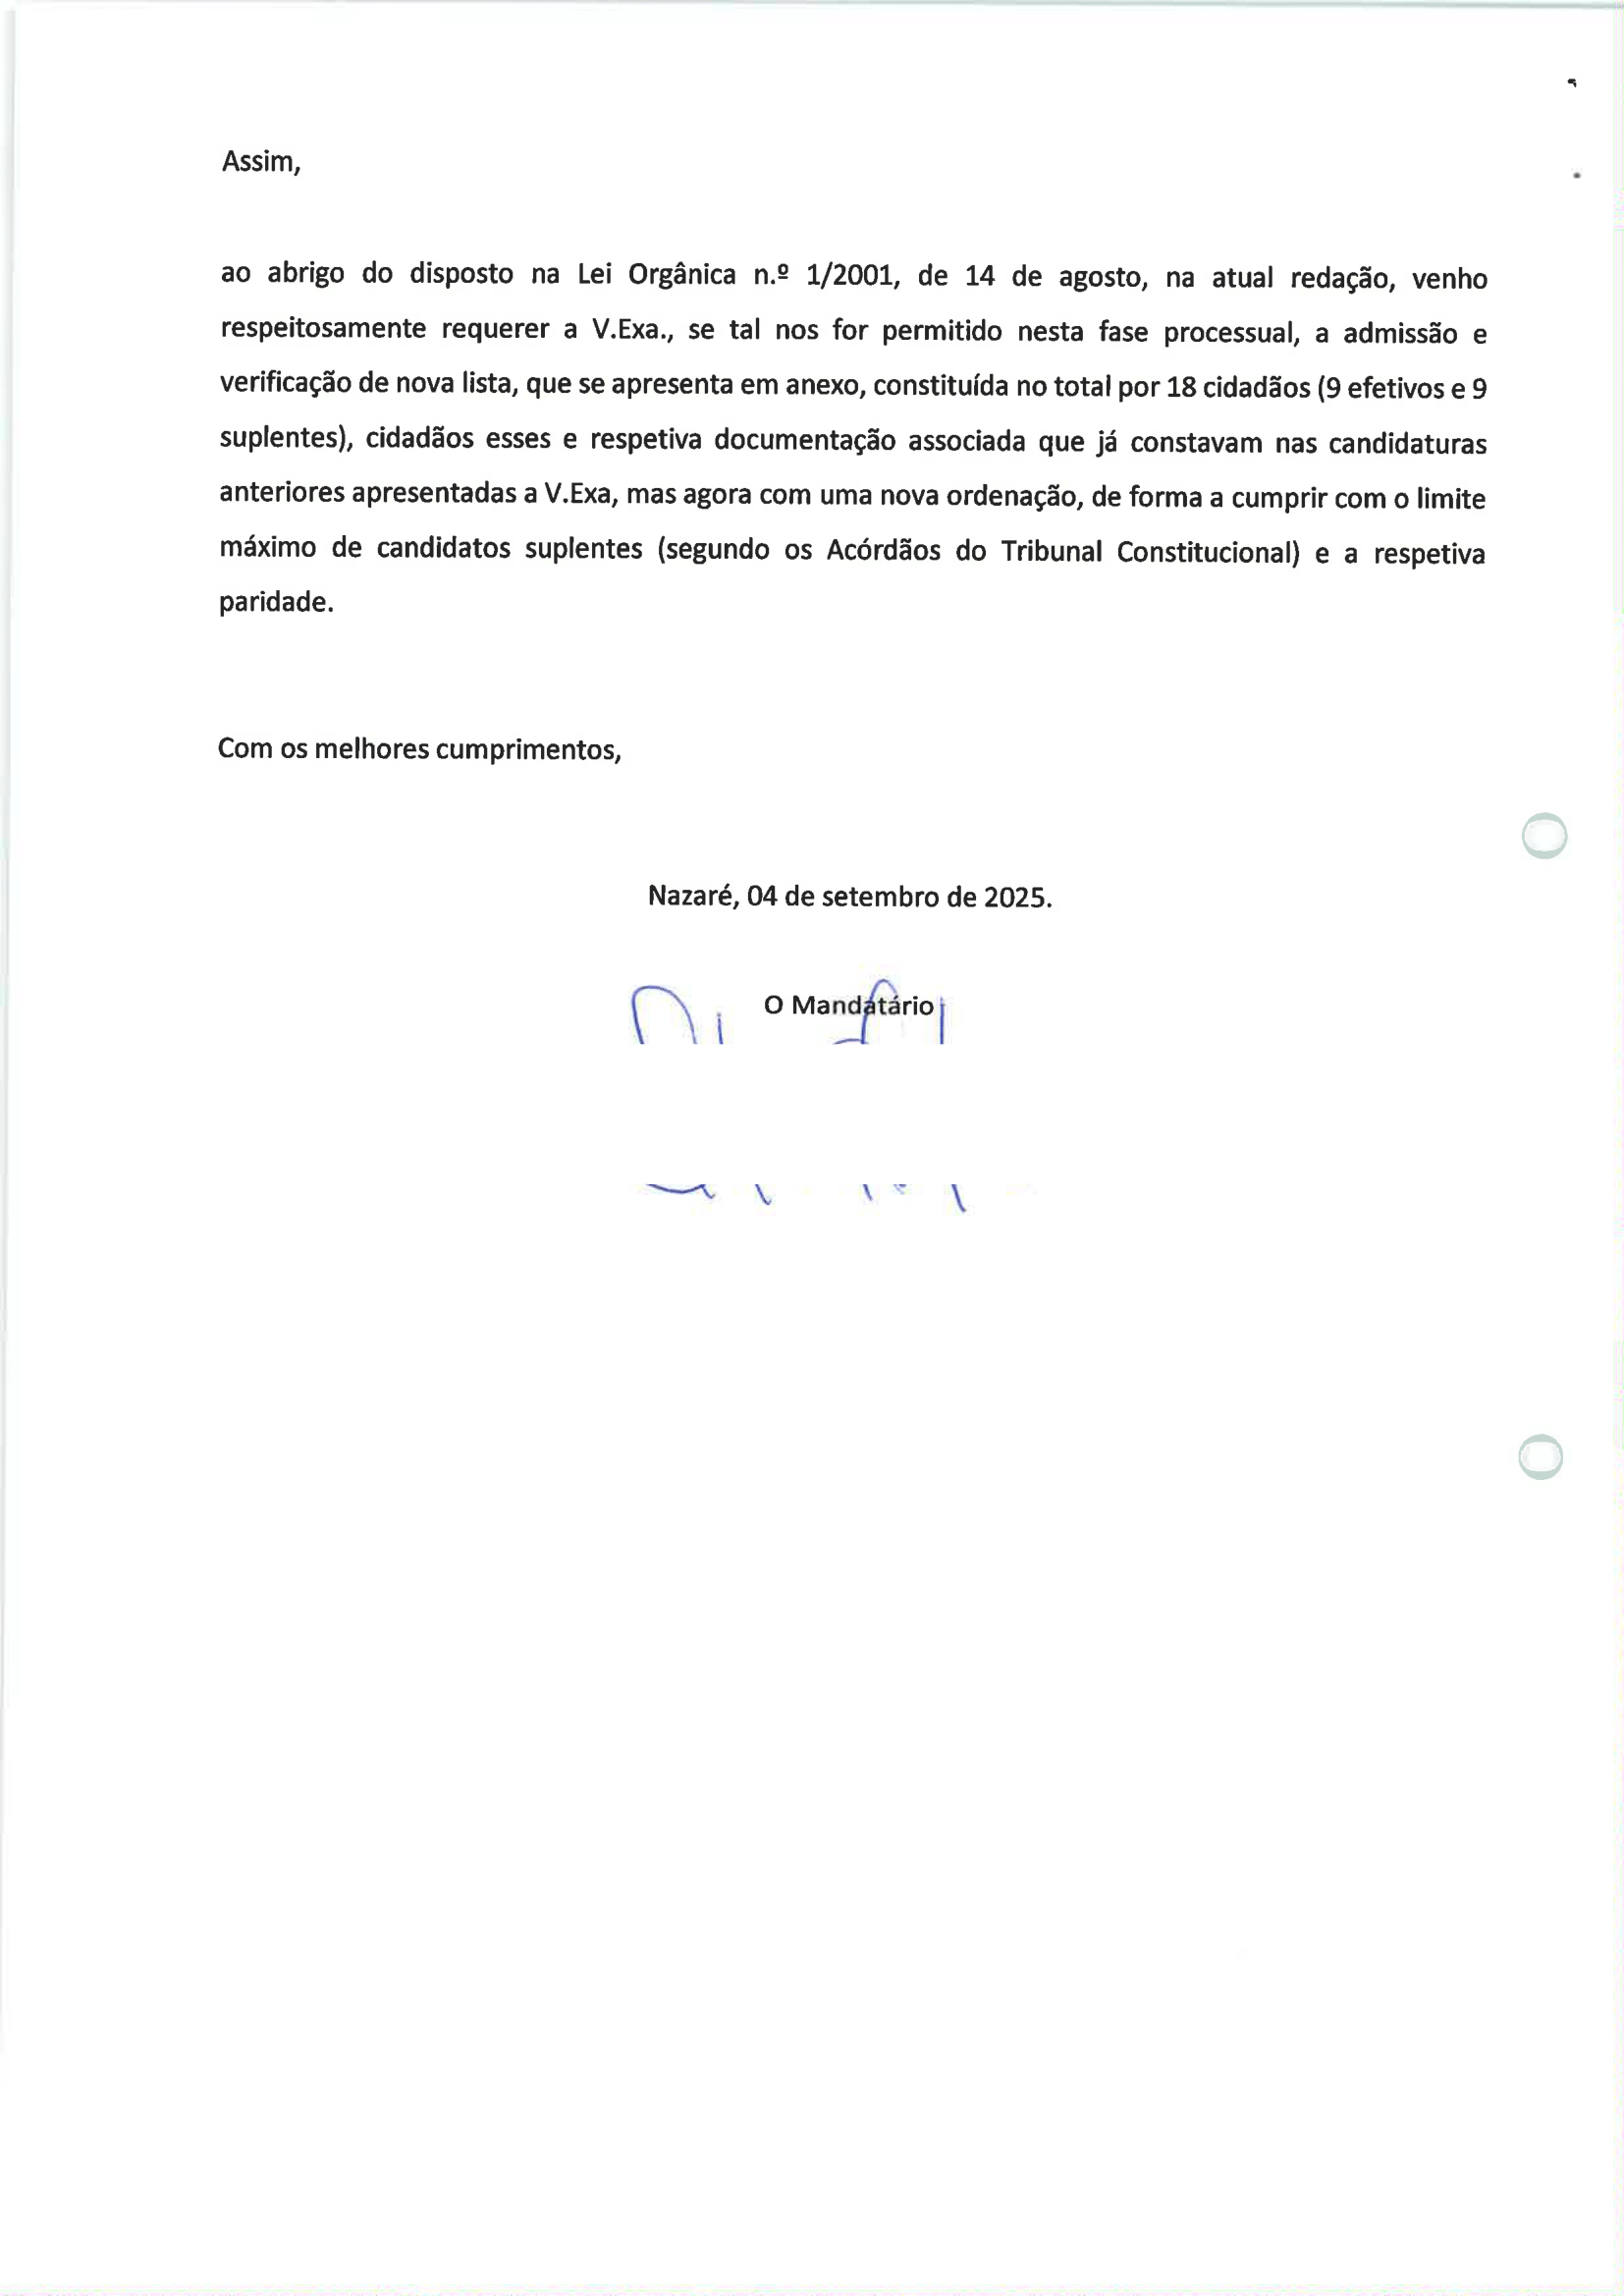 Assim,
ao abrigo do disposto na Lei Orgânica n.º 1/2001, de 14 de agosto, na atual redação, venho
respeitosamente requerer a V.Exa., se tal nos for permitido nesta fase processual, a admissão e
verificação de nova lista, que se apresenta em anexo, constituída no total por 18 cidadãos (9 efetivos e 9
suplentes), cidadãos esses e respetiva documentação associada que já constavam nas candidaturas
anteriores apresentadas a V.Exa, mas agora com uma nova ordenação, de forma a cumprir com o limite
máximo de candidatos suplentes (segundo os Acórdãos do Tribunal Constitucional) e a respetiva
paridade.
Com os melhores cumprimentos,
Nazaré, 04 de setembro de 2025.
O Mandatário